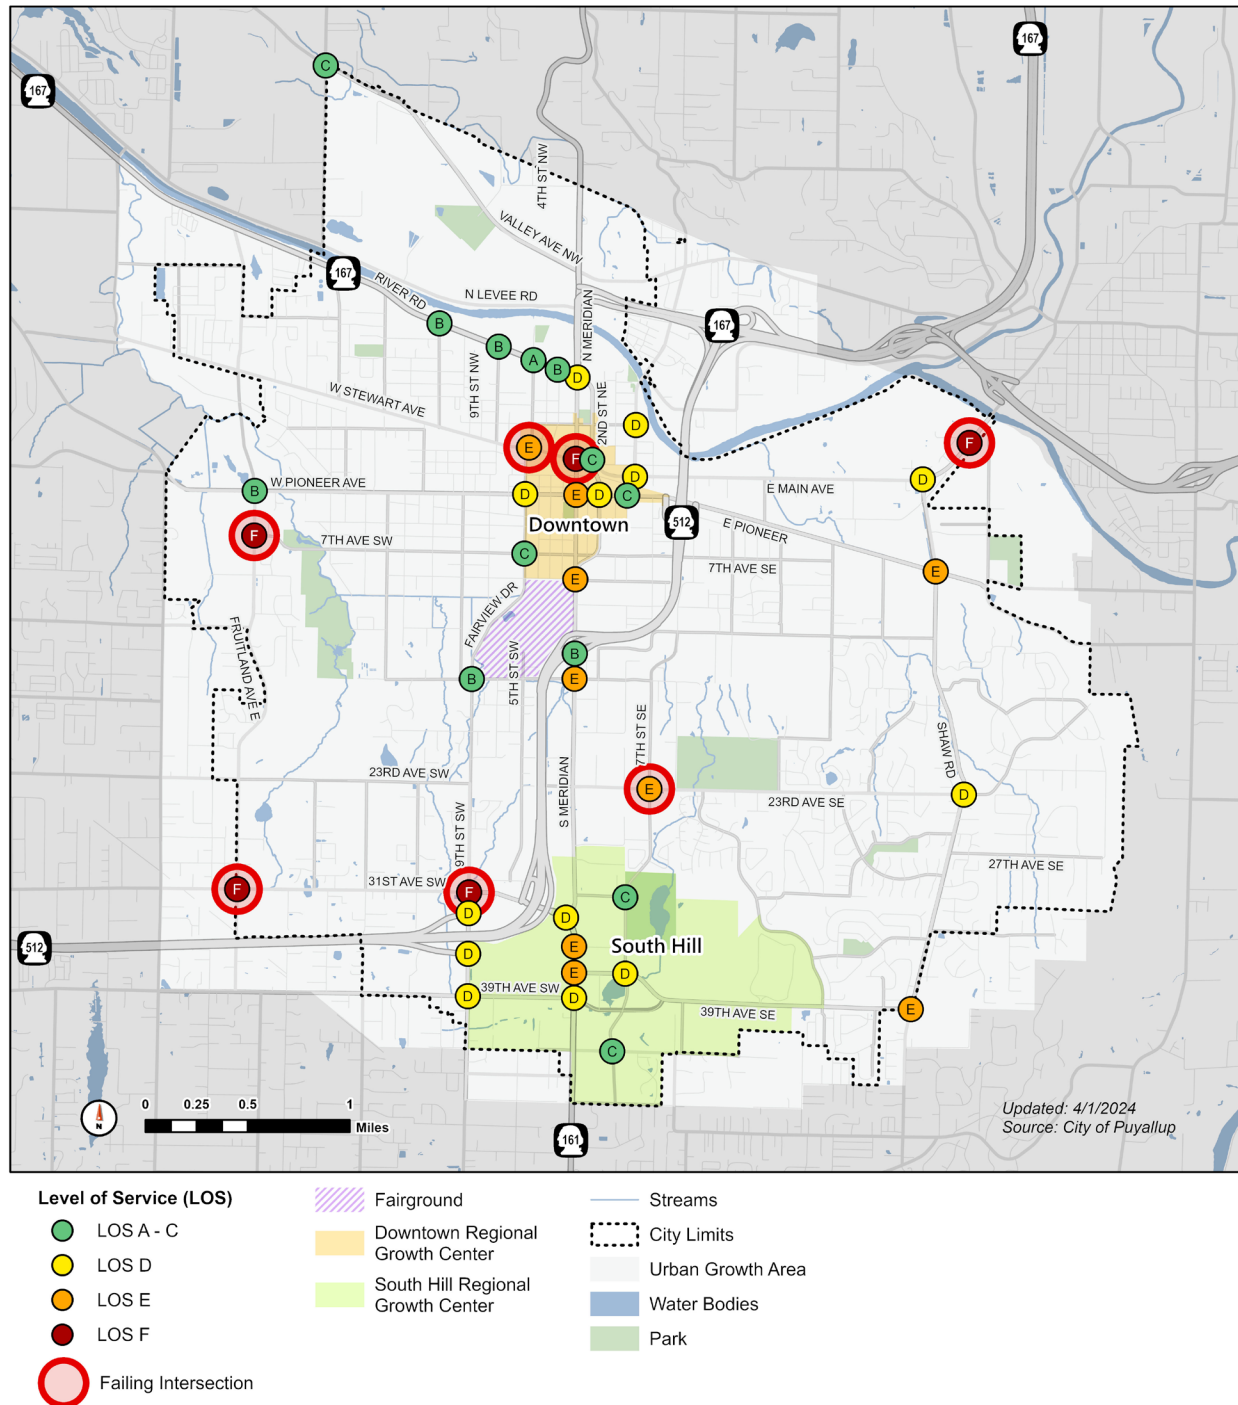 C
167
167
4TH ST NW
VALLEY AVE NW
167
RIVER RD
N LEVEE RD
N MERIDIAN
167
B
B
A
B
D
9TH ST NW
W STEWART AVE
2ND ST NE
D
E
F
C
F
D
D
W PIONEER AVE
B
D
E
D
C
E MAIN AVE
Downtown
512
E PIONEER
F
7TH AVE SW
C
7TH AVE SE
E
E
FAIRVIEW DR
FRUITLAND AVE E
5TH ST SW
B
E
B
7TH ST SE
SHAW RD
S MERIDIAN
23RD AVE SW
E
23RD AVE SE
D
9TH ST SW
27TH AVE SE
F
31ST AVE SW
F
C
D
D
512
D
E
South Hill
E
D
D
39TH AVE SW
D
39TH AVE SE
E
C
0 0.25 0.5 1
Miles
N
161
Updated: 4/1/2024
Source: City of Puyallup
Level of Service (LOS)
LOS A - C
LOS D
LOS E
LOS F
Failing Intersection
Fairground
Downtown Regional
Growth Center
South Hill Regional
Growth Center
Streams
City Limits
Urban Growth Area
Water Bodies
Park